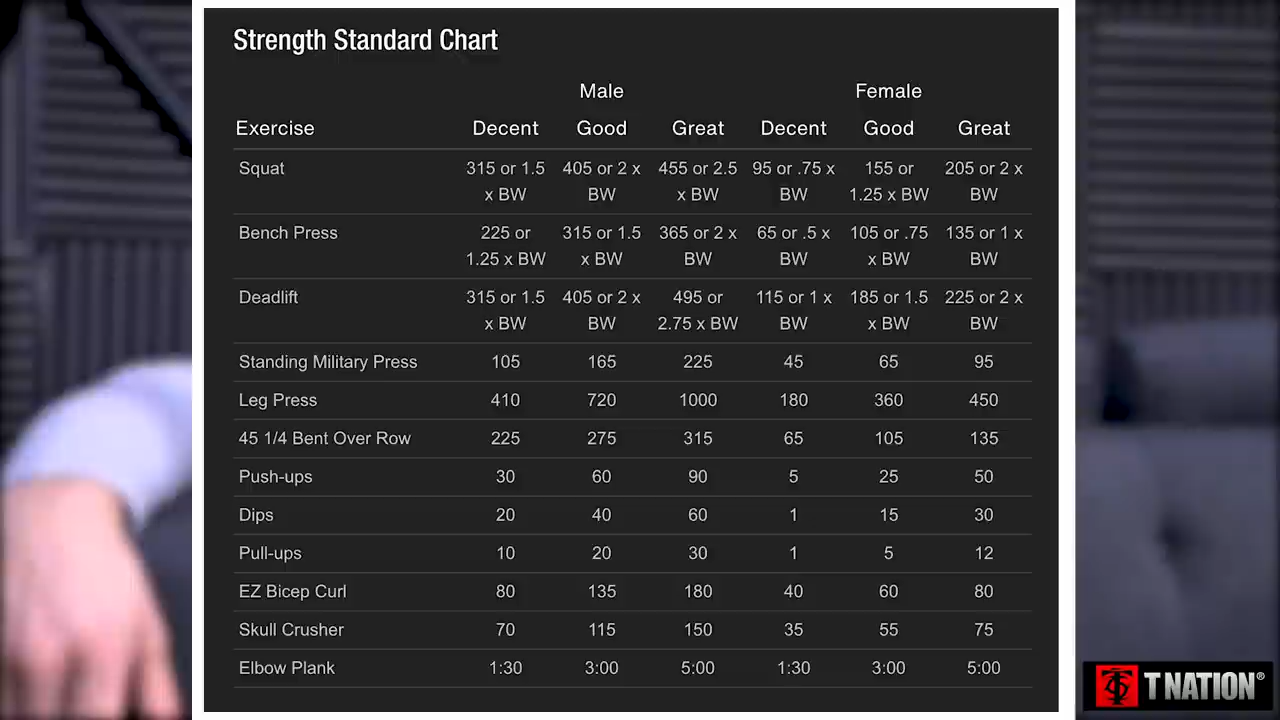 Strength Standard Chart
Male Female
Exercise Decent Good Great Decent Good Great
Squat 315 or 1.5 x BW 405 or 2 x BW 455 or 2.5 x BW 95 or .75 x BW 155 or 1.25 x BW 205 or 2 x BW
Bench Press 225 or 1.25 x BW 315 or 1.5 x BW 365 or 2 x BW 65 or .5 x BW 105 or .75 x BW 135 or 1 x BW
Deadlift 315 or 1.5 x BW 405 or 2 x BW 495 or 2.75 x BW 115 or 1 x BW 185 or 1.5 x BW 225 or 2 x BW
Standing Military Press 105 165 225 45 65 95
Leg Press 410 720 1000 180 360 450
45 1/4 Bent Over Row 225 275 315 65 105 135
Push-ups 30 60 90 5 25 50
Dips 20 40 60 1 15 30
Pull-ups 10 20 30 1 5 12
EZ Bicep Curl 80 135 180 40 60 80
Skull Crusher 70 115 150 35 55 75
Elbow Plank 1:30 3:00 5:00 1:30 3:00 5:00
T NATION®